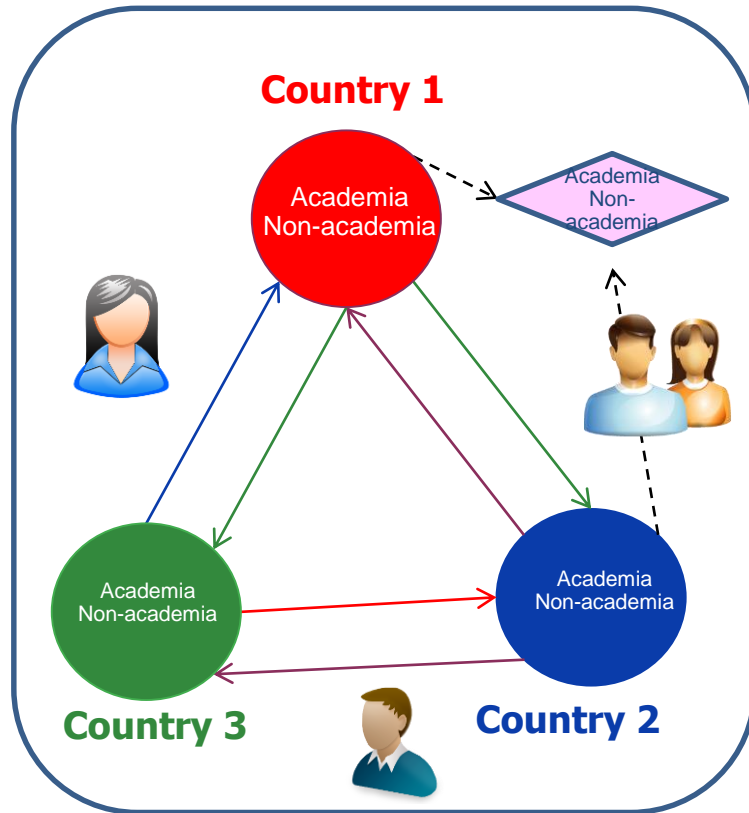 Country 1
Academia
Non-academia
Academia
Non-
academia
Academia
Non-academia
Academia
Non-academia
Country 3
Country 2